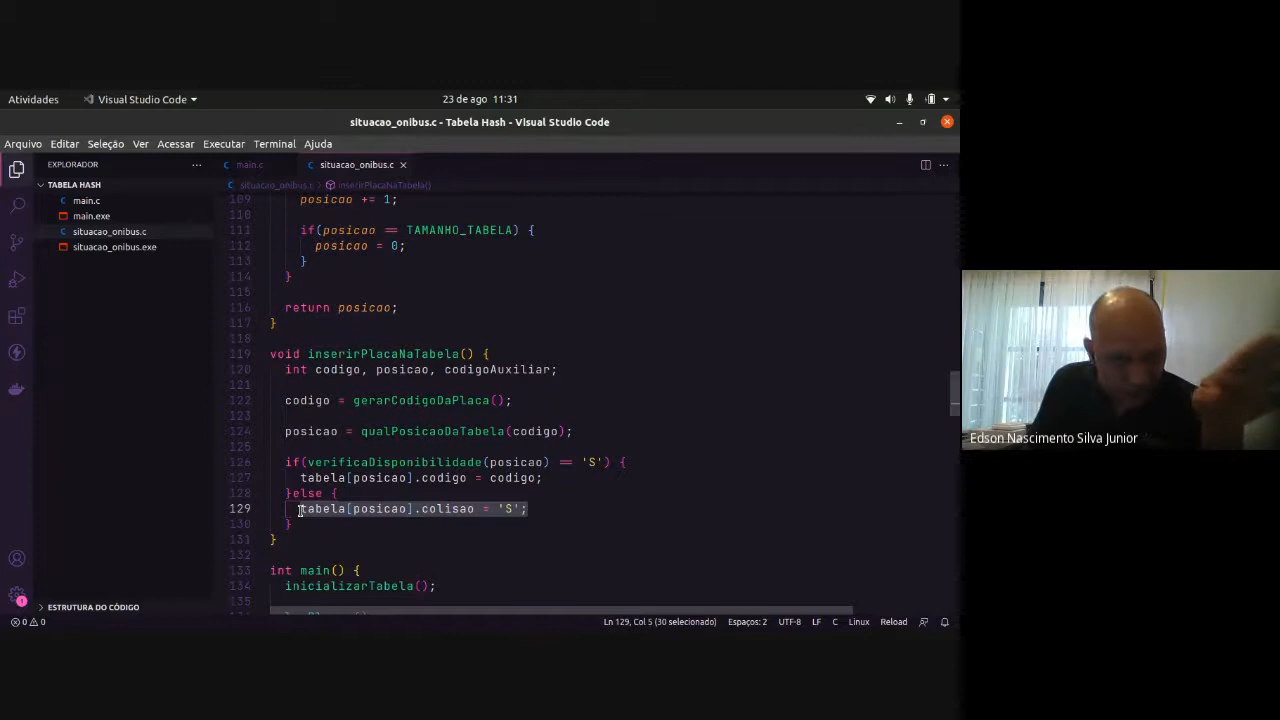 Atividades
Visual Studio Code
23 de ago 11:31
situacao_onibus.c - Tabela Hash - Visual Studio Code
Arquivo Editar Seleção Ver Acessar Executar Terminal Ajuda
EXPLORADOR
main.c
situacao_onibus.c
TABELA HASH
situacao_onibus.c
inserirPlacaNaTabela()
main.c
main.exe
situacao_onibus.c
situacao_onibus.exe
109 posicao += 1;
110
111 if(posicao == TAMANHO_TABELA) {
112 posicao = 0;
113 }
114 }
115
116 return posicao;
117 }
118
119 void inserirPlacaNaTabela() {
120 int codigo, posicao, codigoAuxiliar;
121
122 codigo = gerarCodigoDaPlaca();
123
124 posicao = qualPosicaoDaTabela(codigo);
125
126 if(verificaDisponibilidade(posicao) == 'S') {
127 tabela[posicao].codigo = codigo;
128 }else {
129 tabela[posicao].colisao = 'S';
130 }
131 }
132
133 int main() {
134 inicializarTabela();
135
ESTRUTURA DO CÓDIGO
0 0
Ln 129, Col 5 (30 selecionado)
Espaços: 2
UTF-8
LF
C
Linux
Reload
1
Edson Nascimento Silva Junior